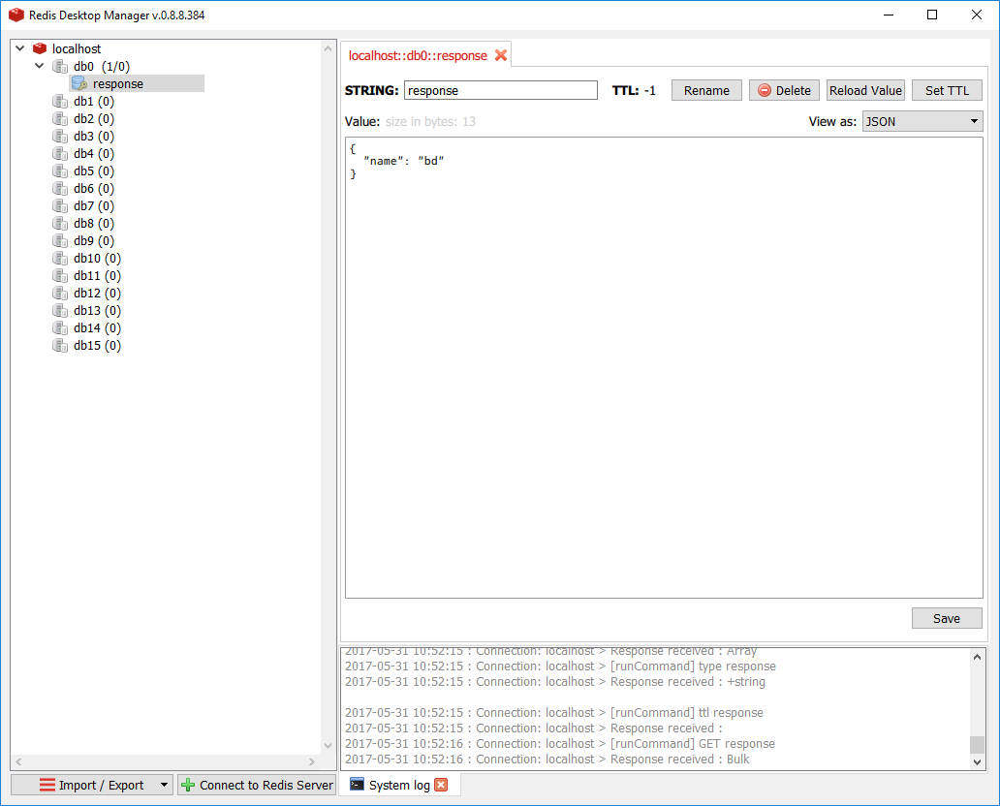 Redis Desktop Manager v.0.8.8.384
localhost
db0 (1/0)
response
db1 (0)
db2 (0)
db3 (0)
db4 (0)
db5 (0)
db6 (0)
db7 (0)
db8 (0)
db9 (0)
db10 (0)
db11 (0)
db12 (0)
db13 (0)
db14 (0)
db15 (0)
Import / Export
Connect to Redis Server
localhost::db0::response
STRING: response TTL: -1 Rename Delete Reload Value Set TTL
Value: size in bytes: 13 View as: JSON
{
"name": "bd"
}
Save
2017-05-31 10:52:15 : Connection: localhost > Response received : Array
2017-05-31 10:52:15 : Connection: localhost > [runCommand] type response
2017-05-31 10:52:15 : Connection: localhost > Response received : +string
2017-05-31 10:52:15 : Connection: localhost > [runCommand] ttl response
2017-05-31 10:52:15 : Connection: localhost > Response received :
2017-05-31 10:52:16 : Connection: localhost > [runCommand] GET response
2017-05-31 10:52:16 : Connection: localhost > Response received : Bulk
System log